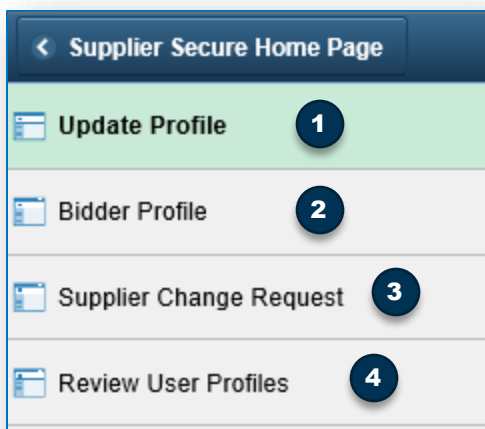 Supplier Secure Home Page
Update Profile 1
Bidder Profile 2
Supplier Change Request 3
Review User Profiles 4